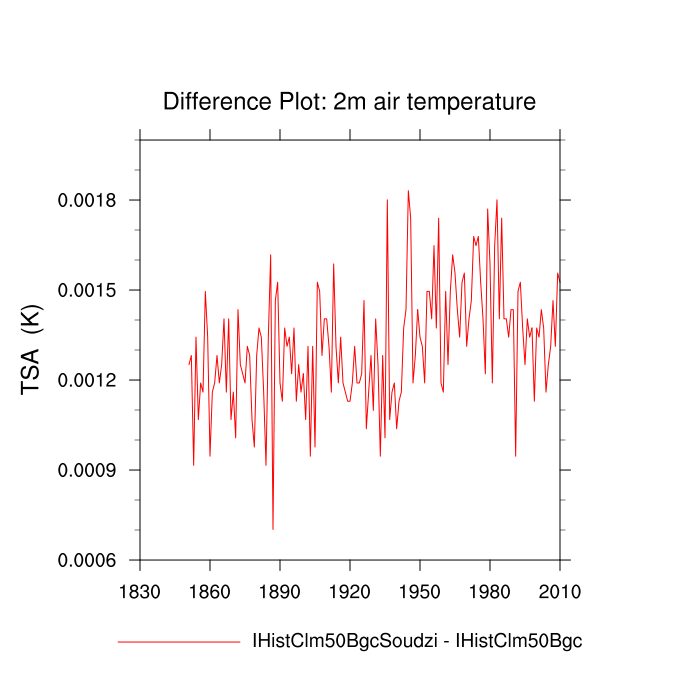 Difference Plot: 2m air temperature
TSA (K)
0.0018
0.0015
0.0012
0.0009
0.0006
1830 1860 1890 1920 1950 1980 2010
IHistClm50BgcSoudzi - IHistClm50Bgc